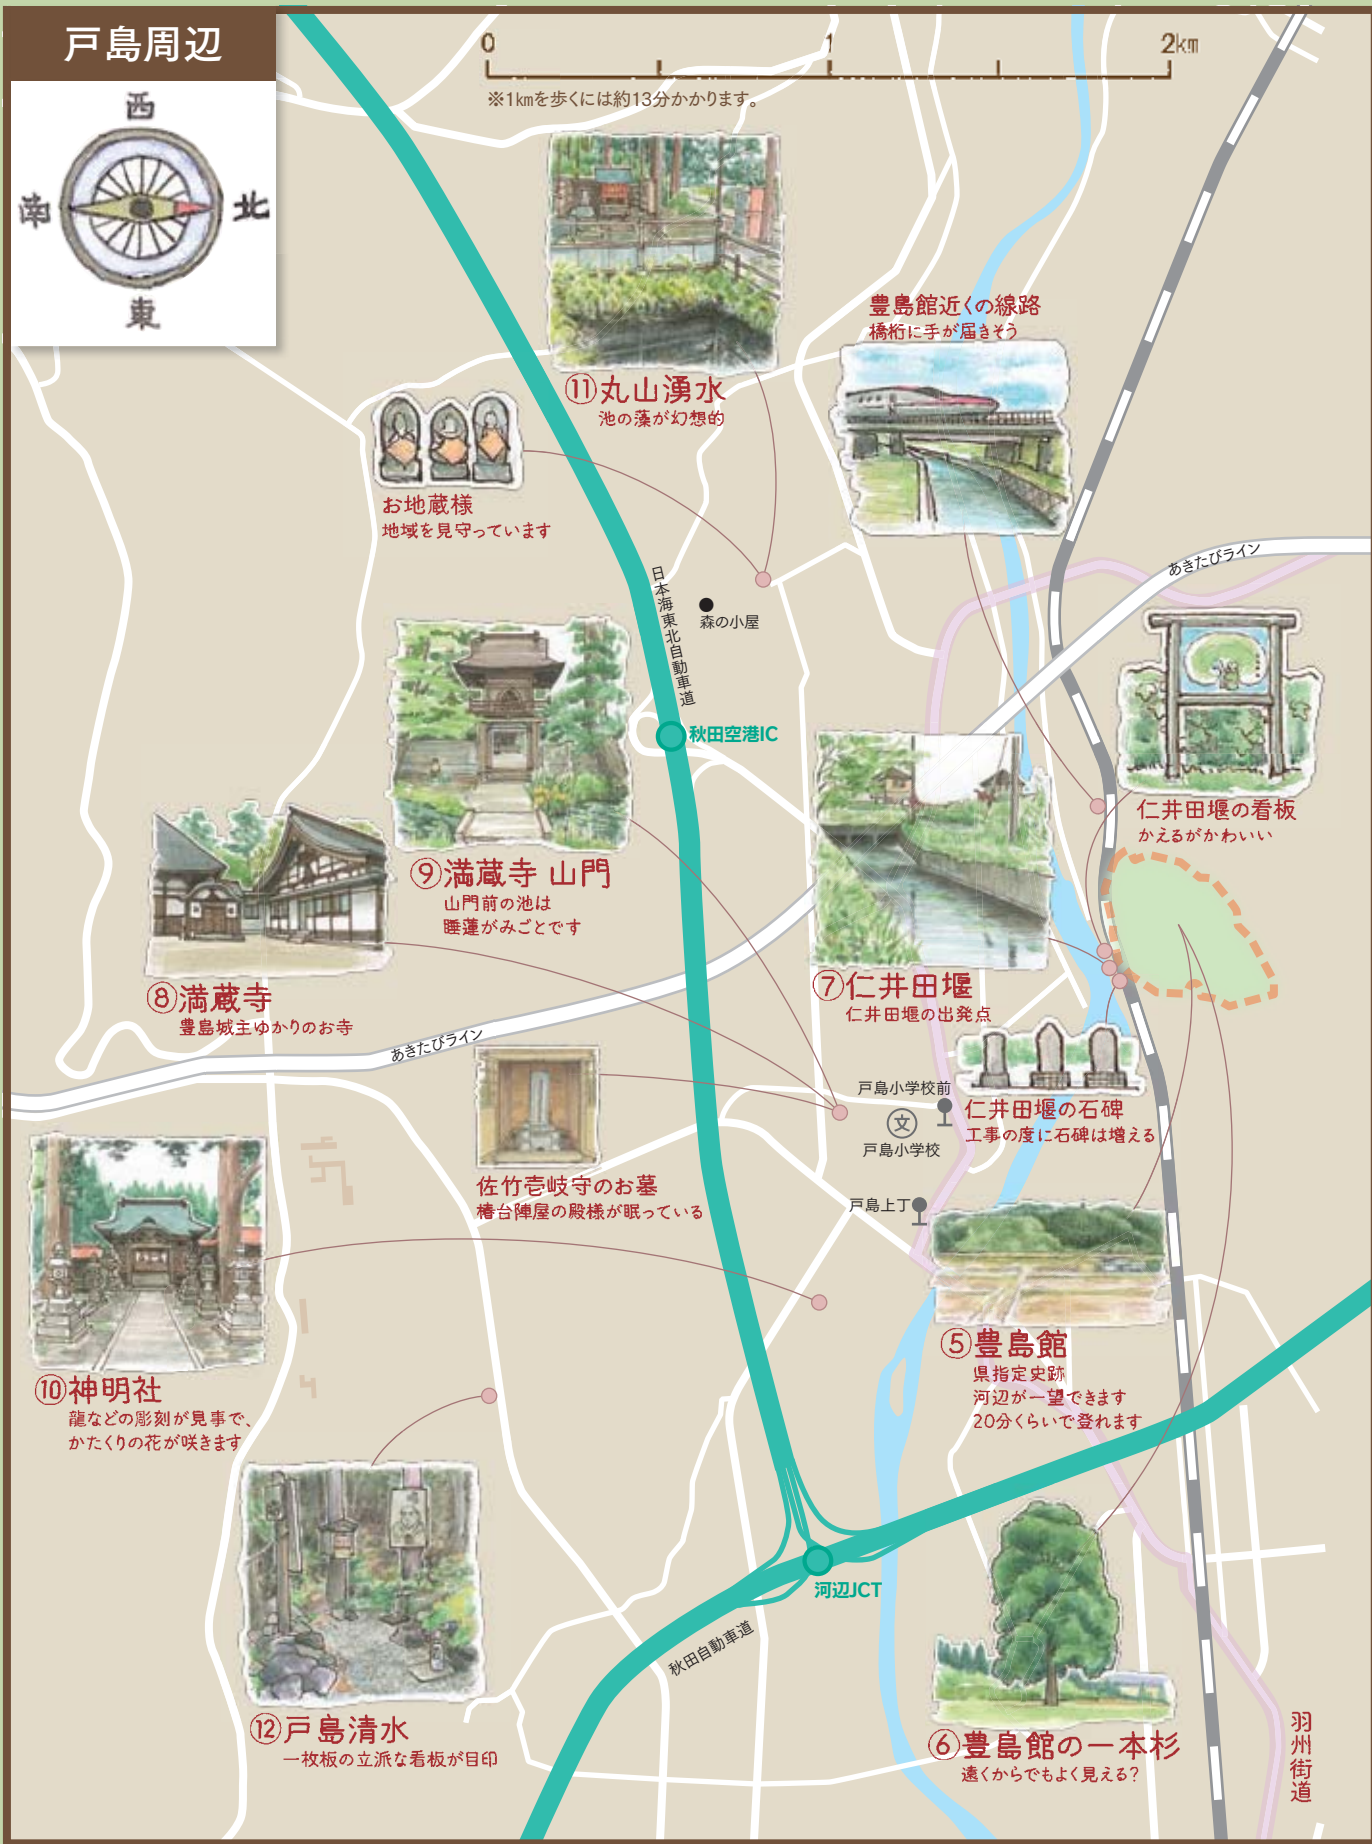 戸島周辺
西
南
北
東
0
1
2km
※1kmを歩くには約13分かかります。
⑪丸山湧水
池の藻が幻想的
豊島館近くの線路
橋桁に手が届きそう
お地蔵様
地域を見守っています
日本海東北自動車道
森の小屋
あきたびライン
秋田空港IC
仁井田堰の看板
かえるがかわいい
⑨満蔵寺 山門
山門前の池は
睡蓮がみごとです
⑧満蔵寺
豊島城主ゆかりのお寺
⑦仁井田堰
仁井田堰の出発点
あきたびライン
戸島小学校前
文
戸島小学校
仁井田堰の石碑
工事の度に石碑は増える
佐竹壱岐守のお墓
椿台陣屋の殿様が眠っている
戸島上丁
⑤豊島館
県指定史跡
河辺が一望できます
20分くらいで登れます
⑩神明社
龍などの彫刻が見事で、
かたくりの花が咲きます
河辺JCT
秋田自動車道
⑫戸島清水
一枚板の立派な看板が目印
⑥豊島館の一本杉
遠くからでもよく見える?
羽州街道